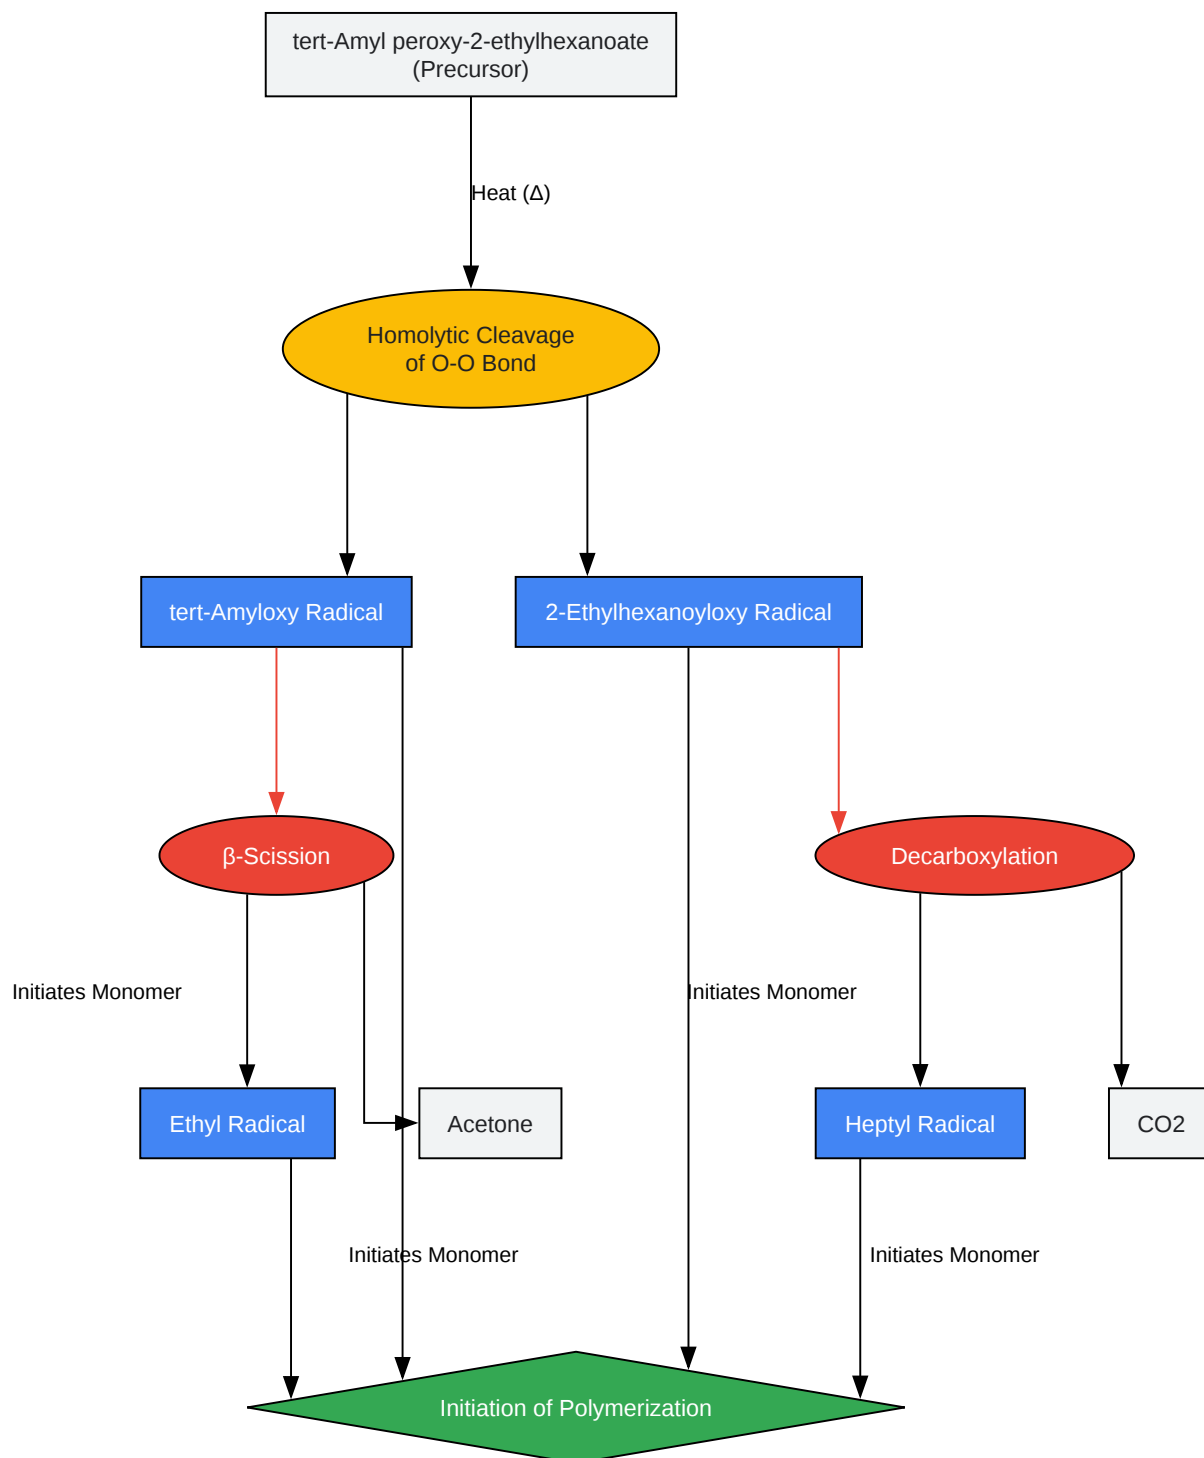 tert-Amyl peroxy-2-ethylhexanoate
(Precursor)
Heat (Δ)
Homolytic Cleavage
of O-O Bond
tert-Amyloxy Radical
2-Ethylhexanoyloxy Radical
β-Scission
Decarboxylation
Initiates Monomer
Initiates Monomer
Ethyl Radical
Acetone
Heptyl Radical
CO2
Initiates Monomer
Initiates Monomer
Initiation of Polymerization